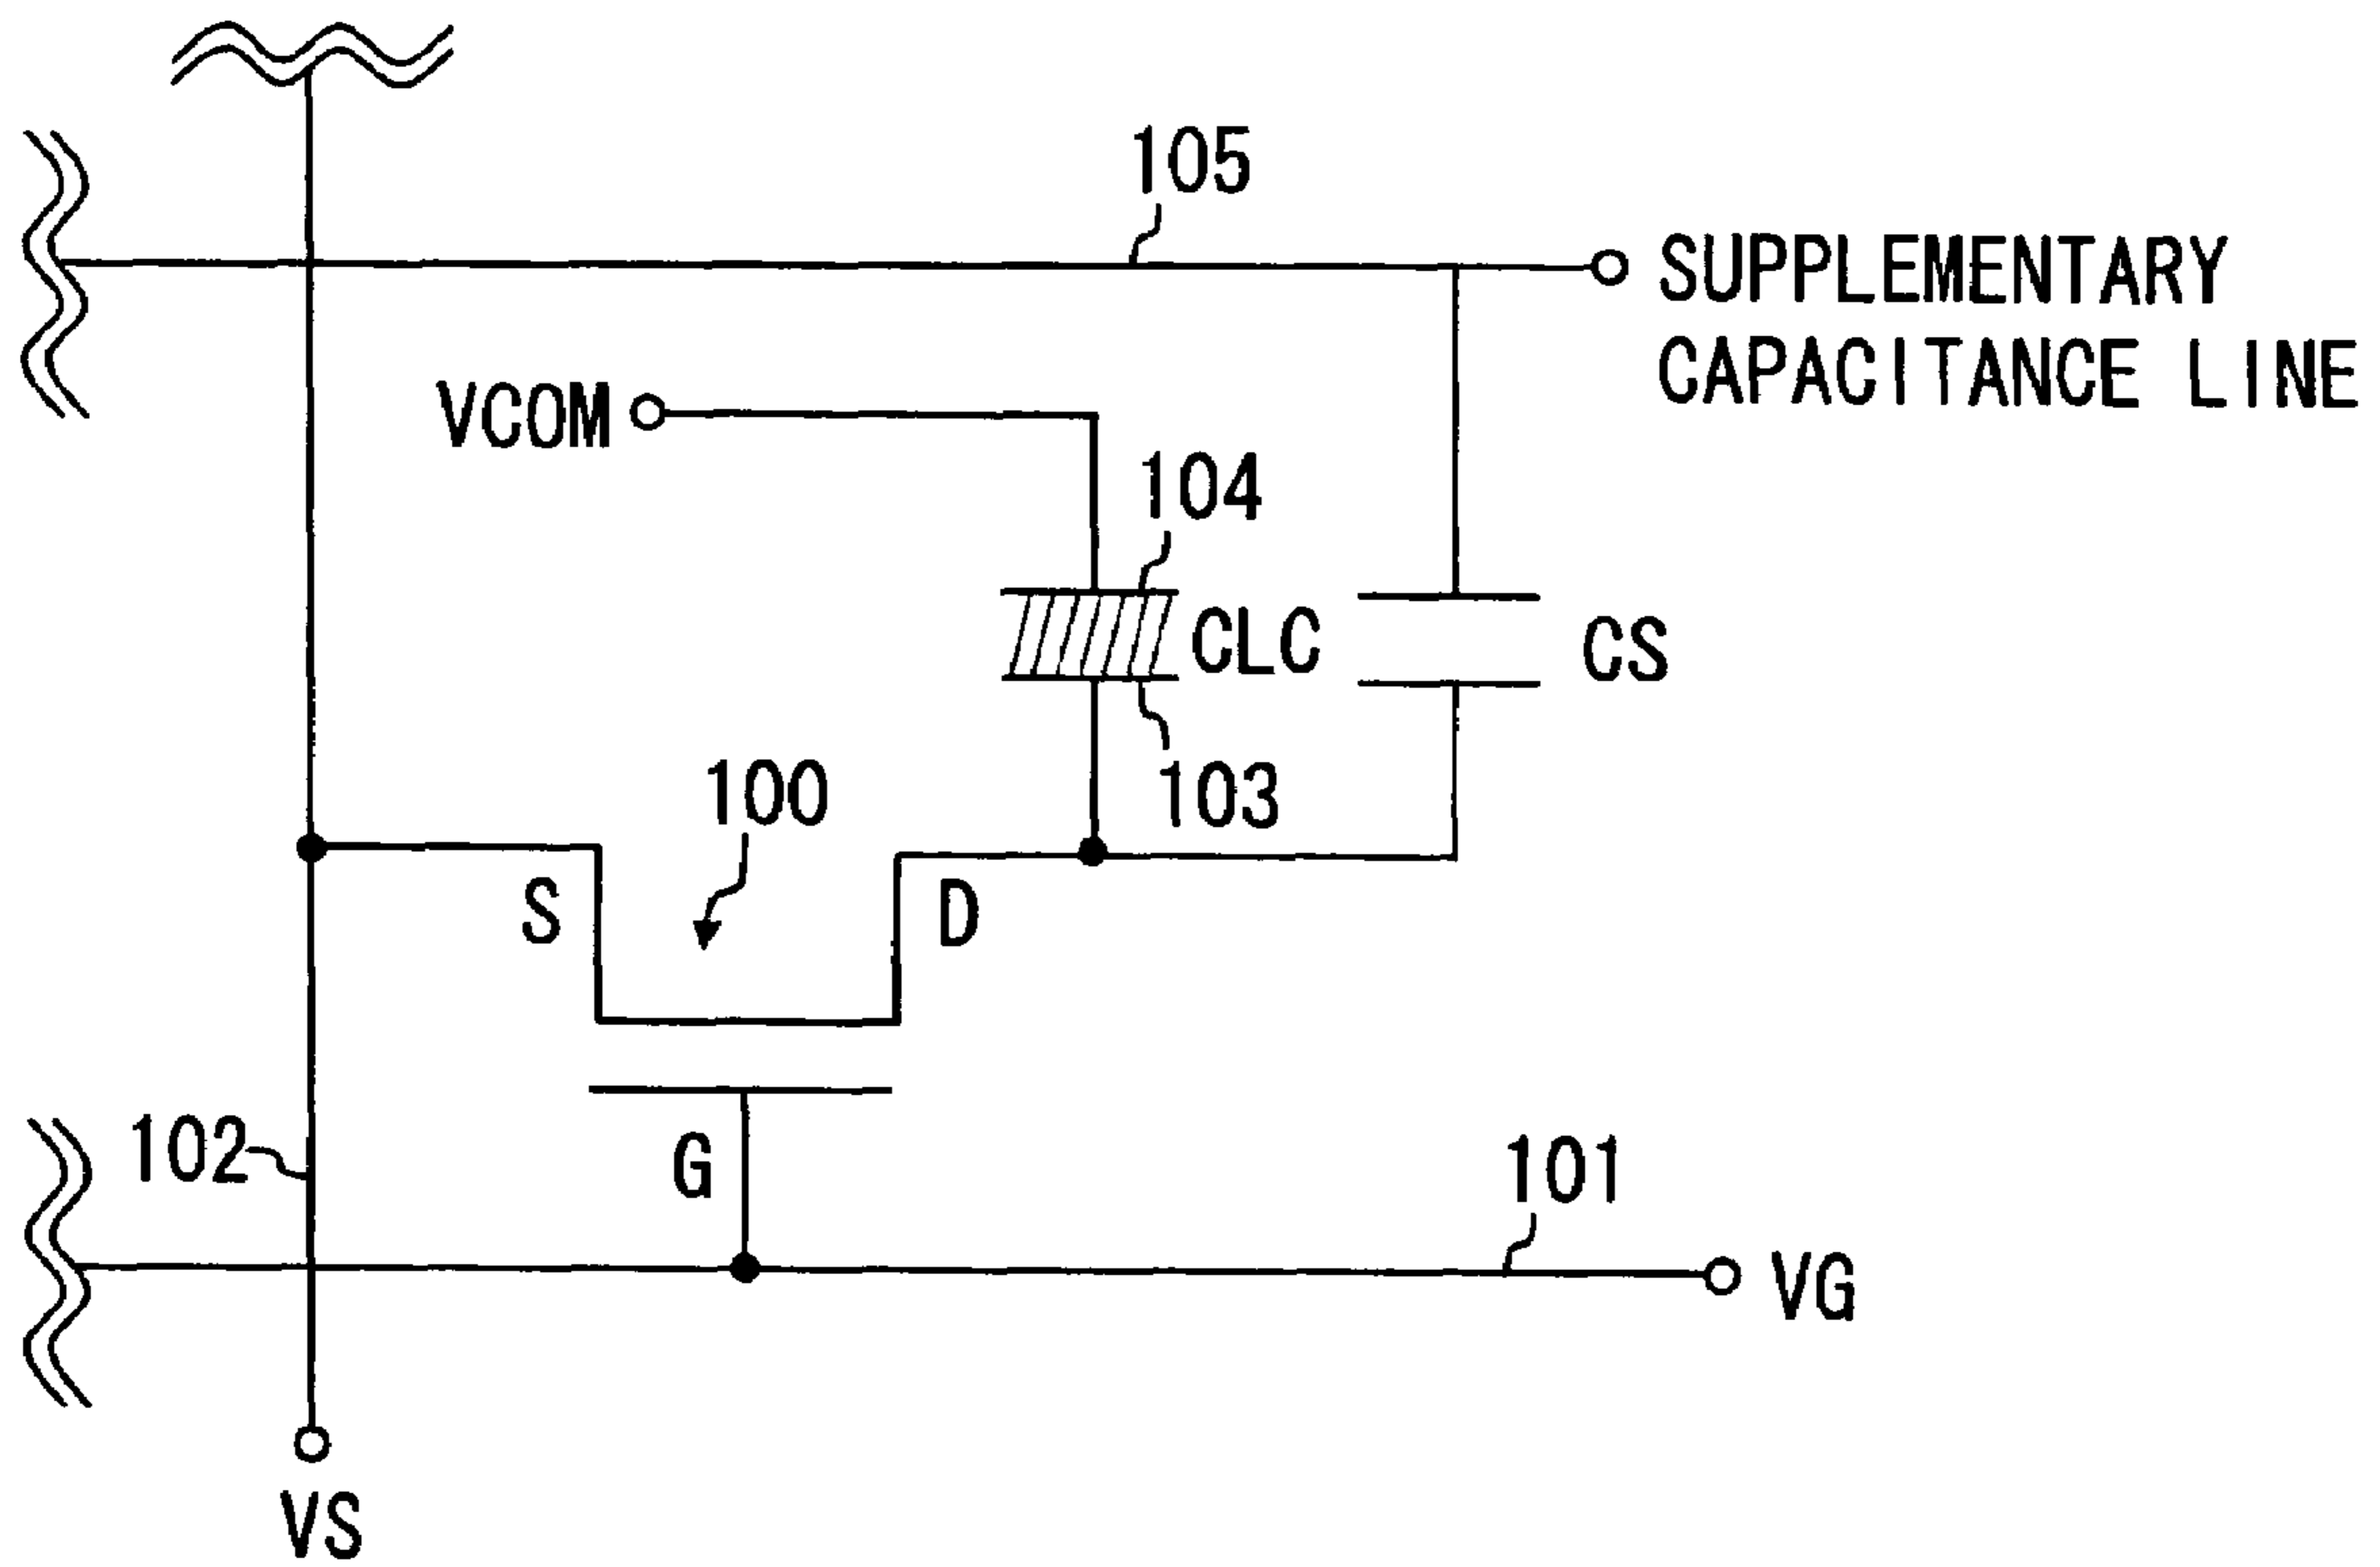 105
SUPPLEMENTARY
CAPACITANCE LINE
VCOM
104
CLC
CS
103
100
S
D
102
G
101
VG
VS